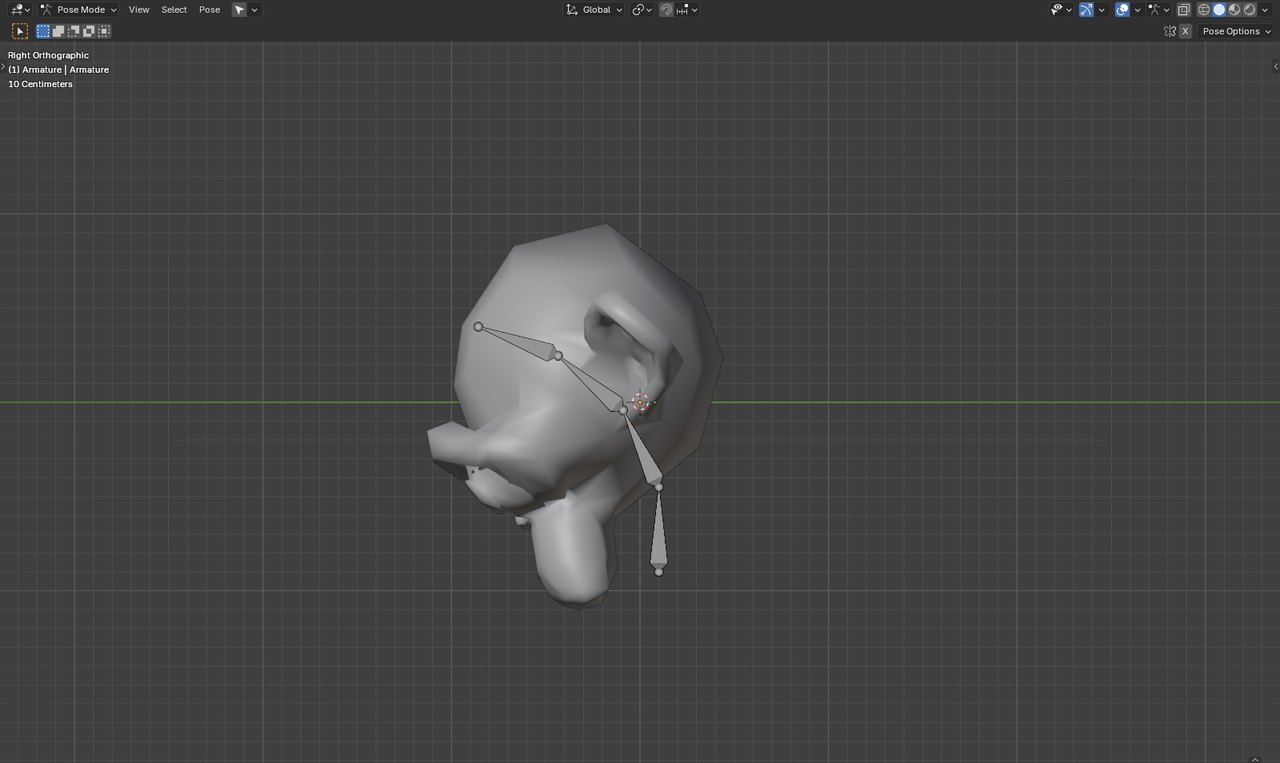 Pose Mode View Select Pose Global
X Pose Options
Right Orthographic
(1) Armature | Armature
10 Centimeters